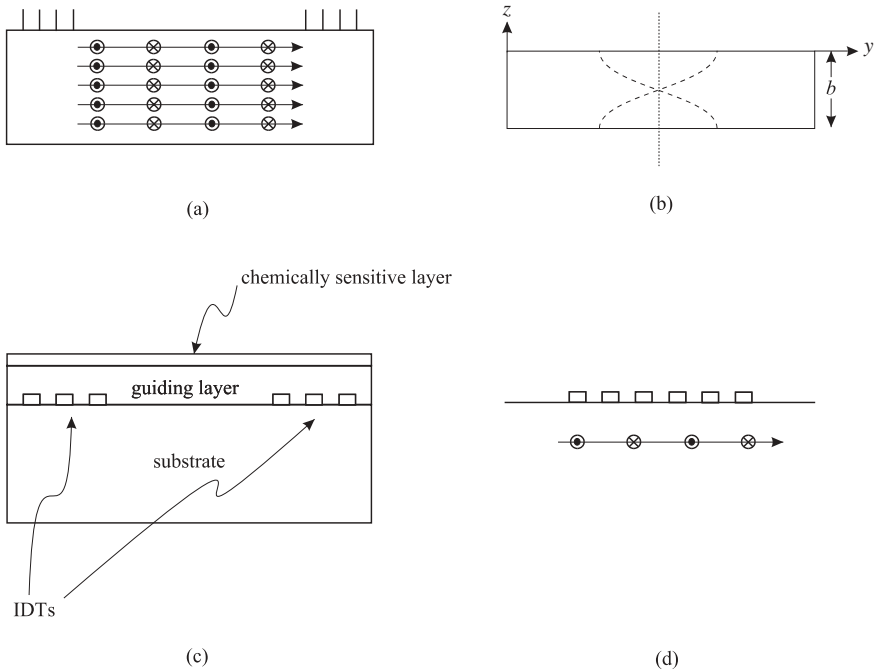 z
y
b
(a)
(b)
chemically sensitive layer
guiding layer
substrate
IDTs
(c)
(d)